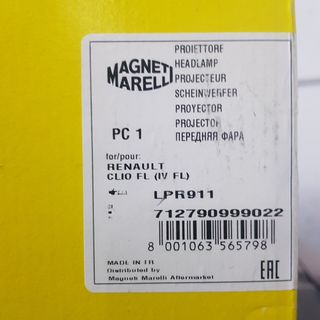 MAGNETI
MARELLI
PROIETTORE
HEADLAMP
PROJECTEUR
SCHEINWERFER
PROYECTOR
PROJECTOR
ПЕРЕДНЯЯ ФАРА
PC 1
for/pour:
RENAULT
CLIO FL (IV FL)
LPR911
712790999022
8 001063 565798
MADE IN FR
Distributed by
Magneti Marelli Aftermarket
EAC